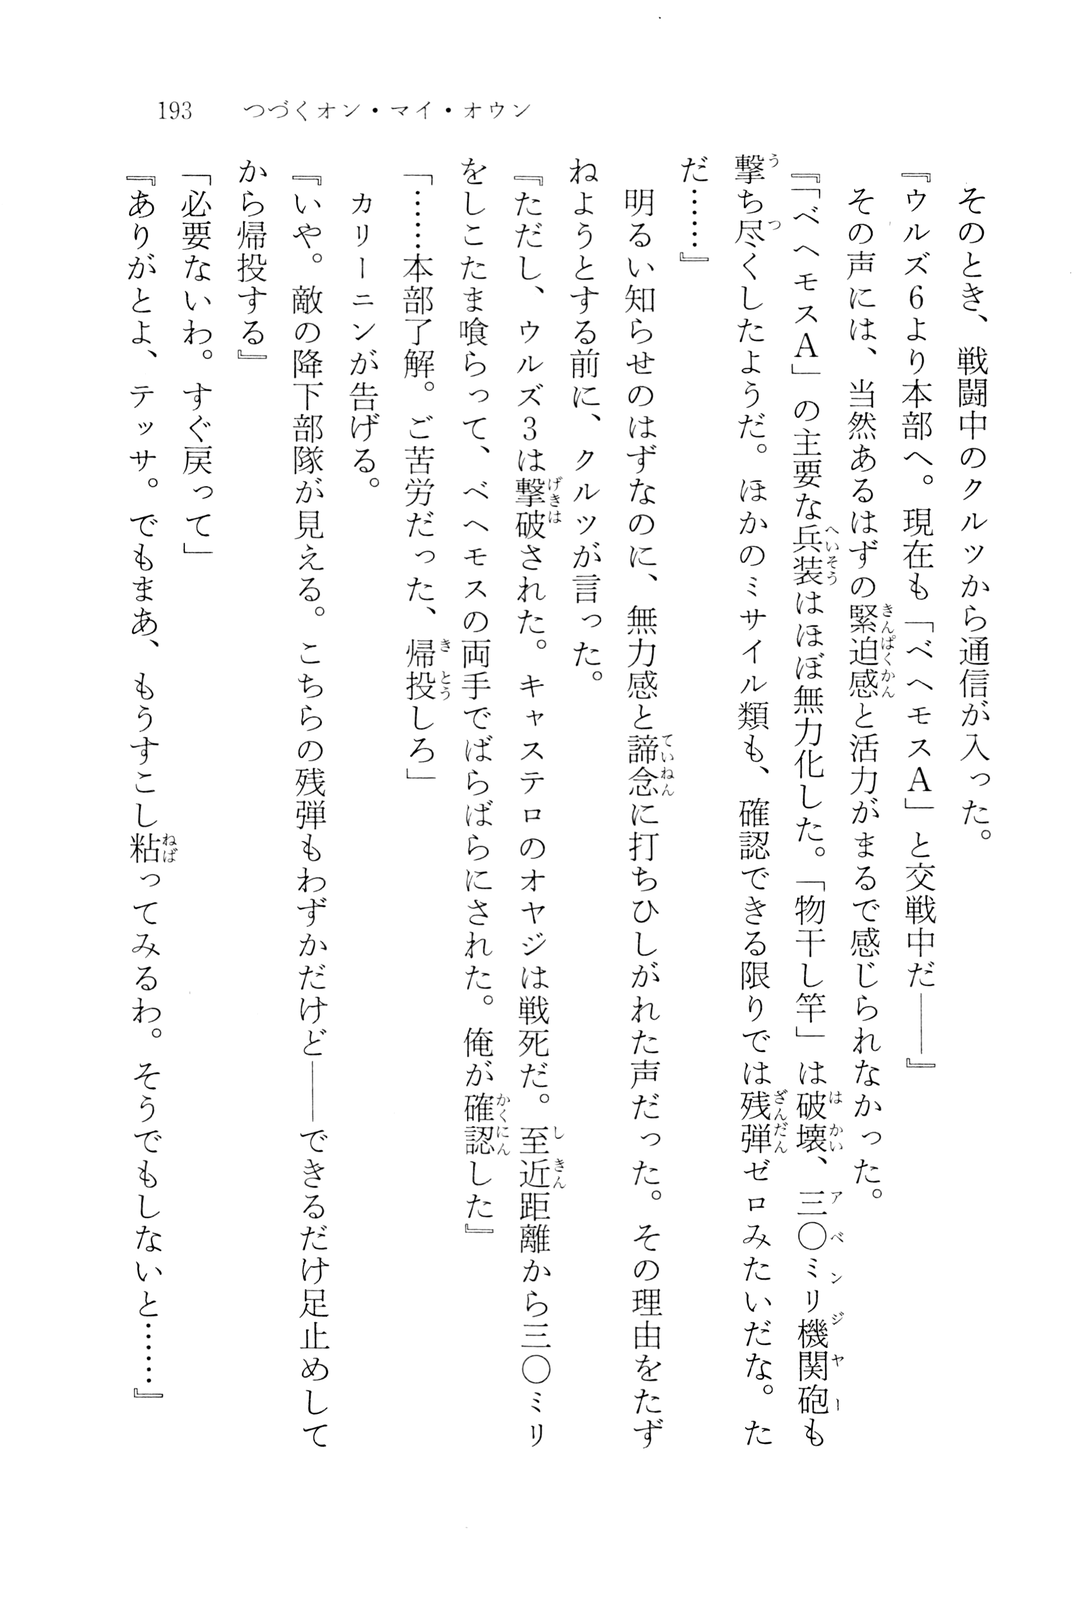 193　つづくオン・マイ・オウン
　そのとき、戦闘中のクルツから通信が入った。
『ウルズ6より本部へ。現在も「ベヘモスA」と交戦中だ――』
　その声には、当然あるはずの緊迫感と活力がまるで感じられなかった。
『「ベヘモスA」の主要な兵装はほぼ無力化した。「物干し竿」は破壊、三〇ミリ機関砲も
撃ち尽くしたようだ。ほかのミサイル類も、確認できる限りでは残弾ゼロみたいだな。た
だ……』
　明るい知らせのはずなのに、無力感と諦念に打ちひしがれた声だった。その理由をたず
ねようとする前に、クルツが言った。
『ただし、ウルズ3は撃破された。キャステロのオヤジは戦死だ。至近距離から三〇ミリ
をしこたま喰らって、ベヘモスの両手でばらばらにされた。俺が確認した』
「……本部了解。ご苦労だった、帰投しろ」
　カリーニンが告げる。
『いや。敵の降下部隊が見える。こちらの残弾もわずかだけど――できるだけ足止めして
から帰投する』
「必要ないわ。すぐ戻って」
『ありがとよ、テッサ。でもまあ、もうすこし粘ってみるわ。そうでもしないと……』